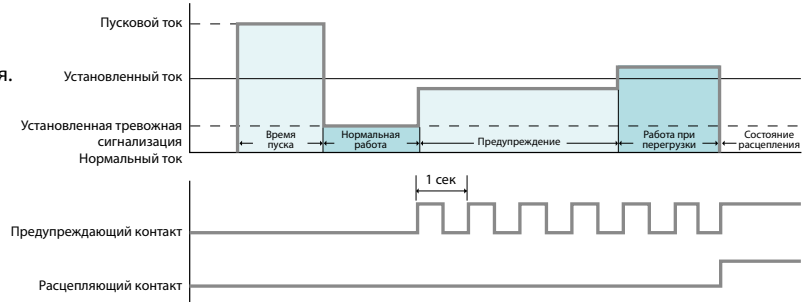 Пусковой ток
я.
Установленный ток
Установленная тревожная
сигнализация
Нормальный ток
Время
пуска
Нормальная
работа
Предупреждение
Работа при
перегрузки
Состояние
расцепления
1 сек
Предупреждающий контакт
Расцепляющий контакт